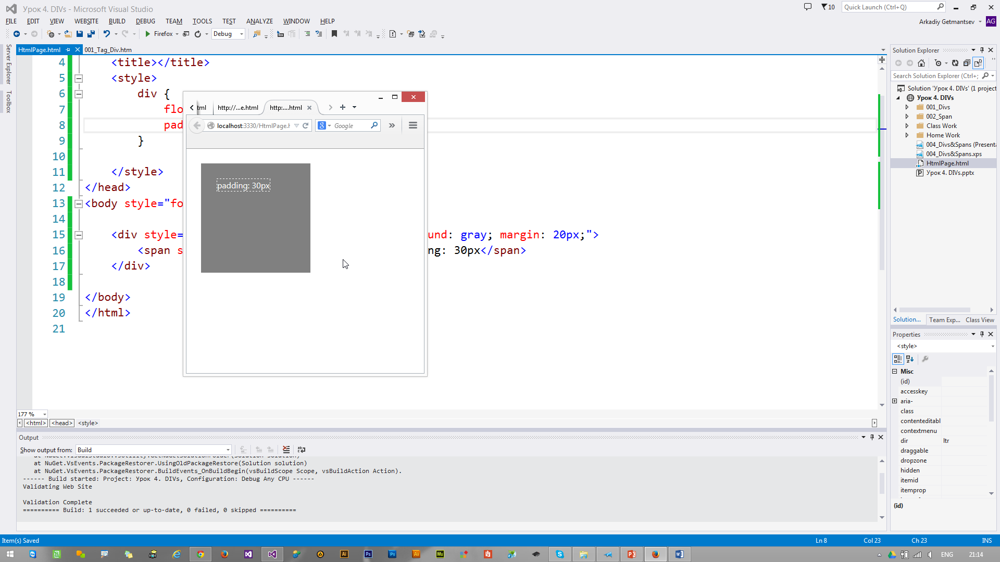 Урок 4. DIVs - Microsoft Visual Studio
10
Quick Launch (Ctrl+Q)
FILE EDIT VIEW WEBSITE BUILD DEBUG TEAM TOOLS TEST ANALYZE WINDOW HELP
Arkadiy Getmantsev AG
Firefox Debug
Server Explorer
Toolbox
HtmlPage.html 001_Tag_Div.htm
4 <title></title>
5 <style>
6 div {
7 flo
8 pad
9 }
10
11 </style>
12 </head>
13 <body style="fo
14
15 <div style= und: gray; margin: 20px;">
16 <span s ng: 30px</span>
17 </div>
18
19 </body>
20 </html>
21
tml http://...e.html http:....html
localhost:3330/HtmlPage.h Google
padding: 30px
177 %
<html> <head> <style>
Output
Show output from: Build
at NuGet.VsEvents.PackageRestorer.UsingOldPackageRestore(Solution solution)
at NuGet.VsEvents.PackageRestorer.BuildEvents_OnBuildBegin(vsBuildScope Scope, vsBuildAction Action).
------ Build started: Project: Урок 4. DIVs, Configuration: Debug Any CPU ------
Validating Web Site
Validation Complete
========== Build: 1 succeeded or up-to-date, 0 failed, 0 skipped ==========
Solution Explorer
Search Solution Explorer (Ctrl+;
Solution 'Урок 4. DIVs' (1 project
Урок 4. DIVs
001_Divs
002_Span
Class Work
Home Work
004_Divs&Spans (Presenta
004_Divs&Spans.xps
HtmlPage.html
Урок 4. DIVs.pptx
Solution... Team Exp... Class View
Properties
<style>
Misc
(id)
accesskey
aria-
class
contenteditabl
contextmenu
dir ltr
draggable
dropzone
hidden
itemid
itemprop
(id)
Item(s) Saved Ln 8 Col 23 Ch 23 INS
ENG 21:14